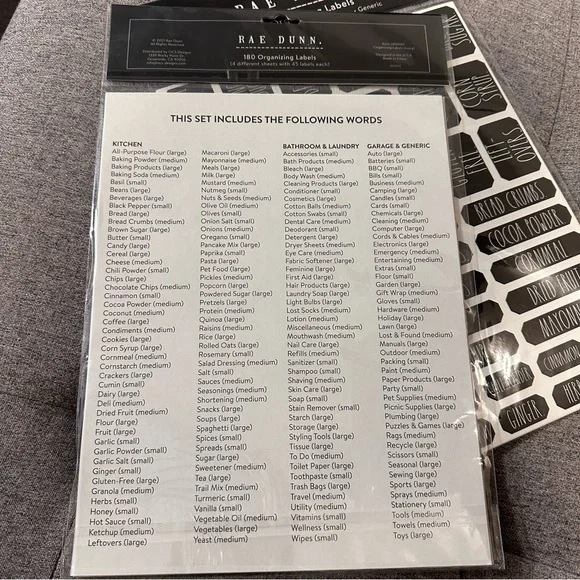 RAE DUNN.
180 Organizing Labels
(4 different sheets with 45 labels each)
© 2021 Rae Dunn
All Rights Reserved
Labels
Generic
THIS SET INCLUDES THE FOLLOWING WORDS
KITCHEN
All-Purpose Flour (large)
Baking Powder (medium)
Baking Products (large)
Baking Soda (medium)
Basil (small)
Beans (large)
Beverages (large)
Black Pepper (small)
Bread (large)
Bread Crumbs (medium)
Brown Sugar (large)
Butter (small)
Candy (large)
Cereal (large)
Cheese (medium)
Chili Powder (small)
Chips (large)
Chocolate Chips (medium)
Cinnamon (small)
Cocoa Powder (medium)
Coconut (medium)
Coffee (large)
Condiments (medium)
Cookies (large)
Corn Syrup (large)
Cornmeal (medium)
Cornstarch (medium)
Crackers (large)
Cumin (small)
Dairy (large)
Deli (medium)
Dried Fruit (medium)
Flour (large)
Fruit (large)
Garlic (small)
Garlic Powder (small)
Garlic Salt (small)
Ginger (small)
Gluten-Free (large)
Granola (medium)
Herbs (small)
Honey (small)
Hot Sauce (small)
Ketchup (medium)
Leftovers (large)
Macaroni (large)
Mayonnaise (medium)
Meals (large)
Milk (large)
Mustard (medium)
Nutmeg (small)
Nuts & Seeds (medium)
Olive Oil (medium)
Olives (small)
Onion Salt (small)
Onions (medium)
Oregano (small)
Pancake Mix (large)
Paprika (small)
Pasta (large)
Pet Food (large)
Pickles (medium)
Popcorn (large)
Powdered Sugar (large)
Pretzels (large)
Protein (medium)
Quinoa (large)
Raisins (medium)
Rice (large)
Rolled Oats (large)
Rosemary (small)
Salad Dressing (medium)
Salt (small)
Sauces (medium)
Seasonings (medium)
Shortening (medium)
Snacks (large)
Soups (large)
Spaghetti (large)
Spices (small)
Spreads (small)
Sugar (large)
Sweetener (medium)
Tea (large)
Trail Mix (medium)
Turmeric (small)
Vanilla (small)
Vegetable Oil (medium)
Vegetables (large)
Yeast (medium)
BATHROOM & LAUNDRY
Accessories (small)
Bath Products (medium)
Bleach (large)
Body Wash (medium)
Cleaning Products (large)
Conditioner (small)
Cosmetics (large)
Cotton Balls (medium)
Cotton Swabs (small)
Dental Care (medium)
Deodorant (small)
Detergent (large)
Dryer Sheets (medium)
Eye Care (medium)
Fabric Softener (large)
Feminine (large)
First Aid (large)
Hair Products (large)
Laundry Soap (large)
Light Bulbs (large)
Lost Socks (medium)
Lotion (medium)
Miscellaneous (medium)
Mouthwash (medium)
Nail Care (large)
Refills (medium)
Sanitizer (small)
Shampoo (small)
Shaving (medium)
Skin Care (large)
Soap (small)
Stain Remover (small)
Starch (large)
Storage (large)
Styling Tools (large)
Tissue (large)
To Do (medium)
Toilet Paper (large)
Toothpaste (small)
Trash Bags (large)
Travel (medium)
Utility (medium)
Vitamins (small)
Wellness (small)
Wipes (small)
GARAGE & GENERIC
Auto (large)
Batteries (small)
BBQ (small)
Bills (small)
Business (medium)
Camping (large)
Candles (small)
Cards (small)
Chemicals (large)
Cleaning (medium)
Computer (large)
Cords & Cables (medium)
Electronics (large)
Emergency (medium)
Entertaining (medium)
Extras (small)
Floor (small)
Garden (large)
Gift Wrap (medium)
Gloves (small)
Hardware (medium)
Holiday (large)
Lawn (large)
Lost & Found (medium)
Manuals (large)
Outdoor (medium)
Packing (small)
Paint (medium)
Paper Products (large)
Party (small)
Pet Supplies (medium)
Picnic Supplies (large)
Plumbing (large)
Puzzles & Games (large)
Rags (medium)
Recycle (large)
Scissors (small)
Seasonal (large)
Sewing (large)
Sports (large)
Sprays (medium)
Stationery (small)
Tools (medium)
Towels (medium)
Toys (large)
SUGAR
CORN SYRUP
BREAD CRUMBS
COCOA POWD
CORNMEAL
DRIED FRUIT
MAYONN
CINNAMON
GINGER
HER